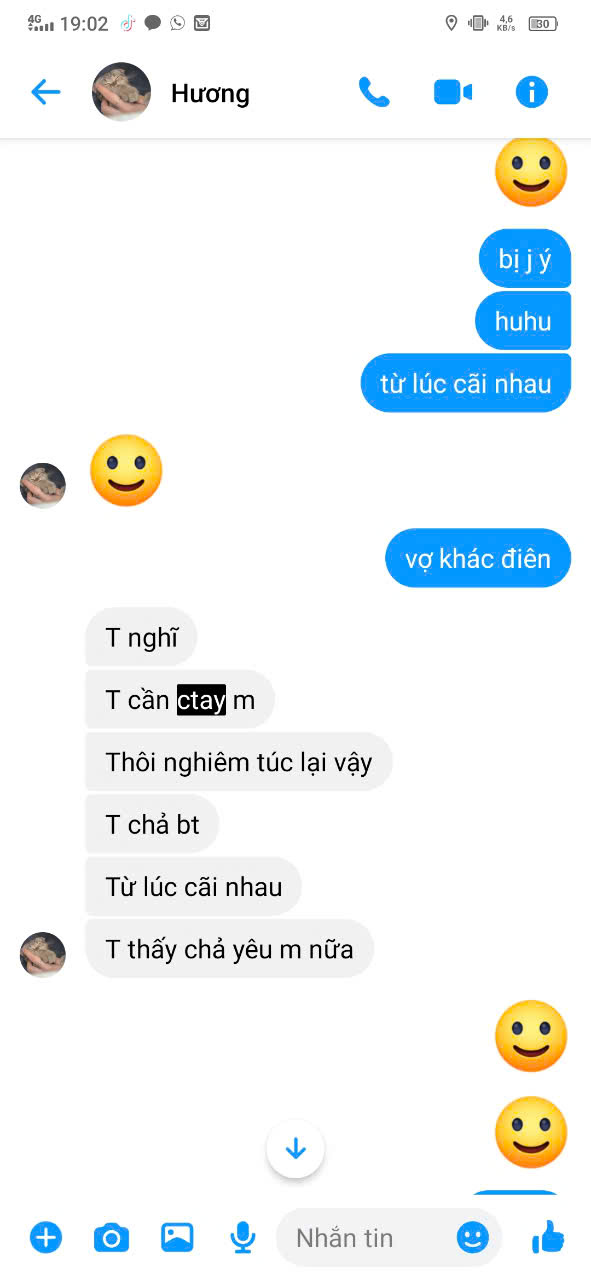 4G 19:02 4,6 KB/s 30
Hương
bị j ý
huhu
từ lúc cãi nhau
vợ khác điên
T nghĩ
T cần ctay m
Thôi nghiêm túc lại vậy
T chả bt
Từ lúc cãi nhau
T thấy chả yêu m nữa
Nhắn tin